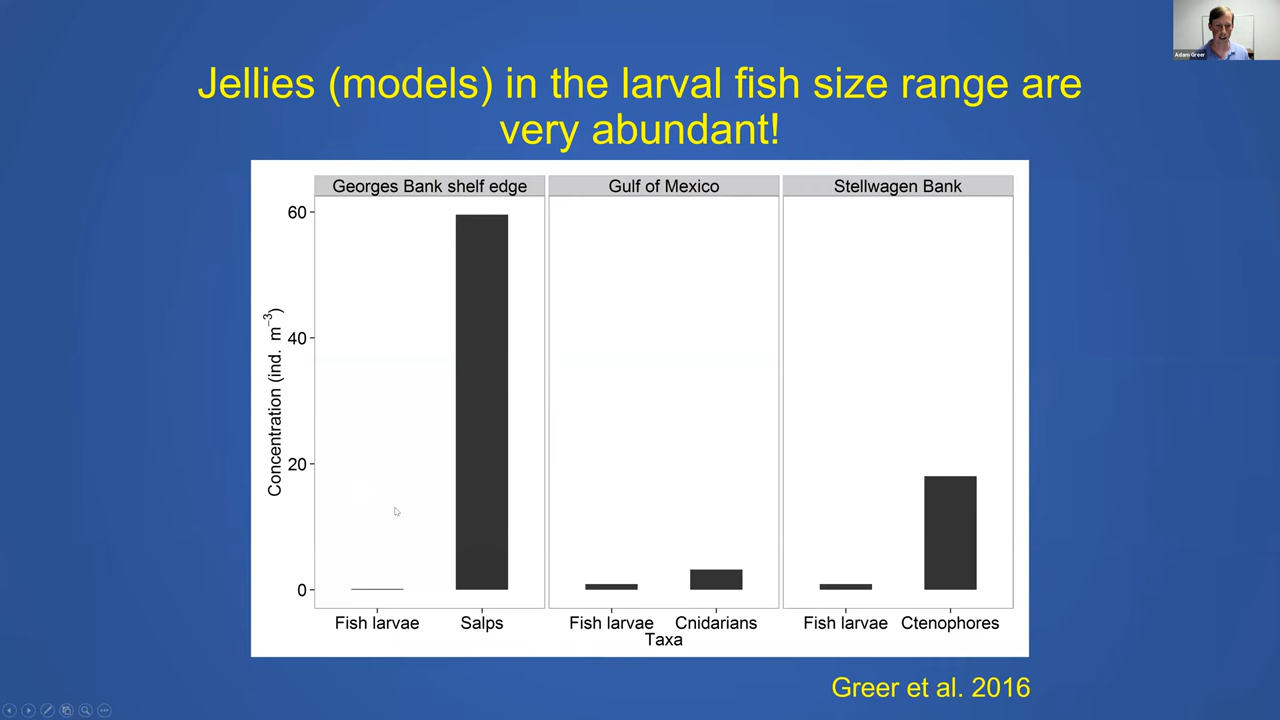 Adam Greer
Jellies (models) in the larval fish size range are
very abundant!
Georges Bank shelf edge
Gulf of Mexico
Stellwagen Bank
Concentration (ind. m⁻³)
60
40
20
0
Fish larvae
Salps
Fish larvae
Cnidarians
Fish larvae
Ctenophores
Taxa
Greer et al. 2016